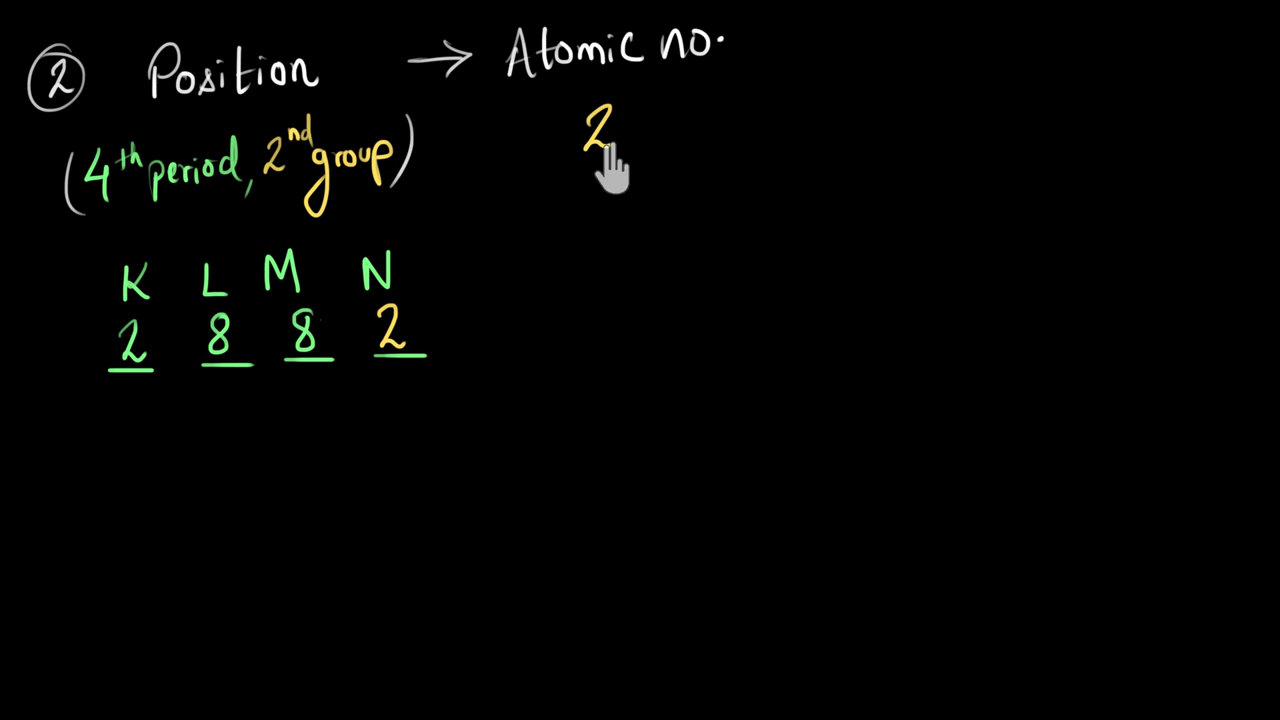 ② Position → Atomic no.
(4th period, 2nd group)
2
K L M N
2 8 8 2